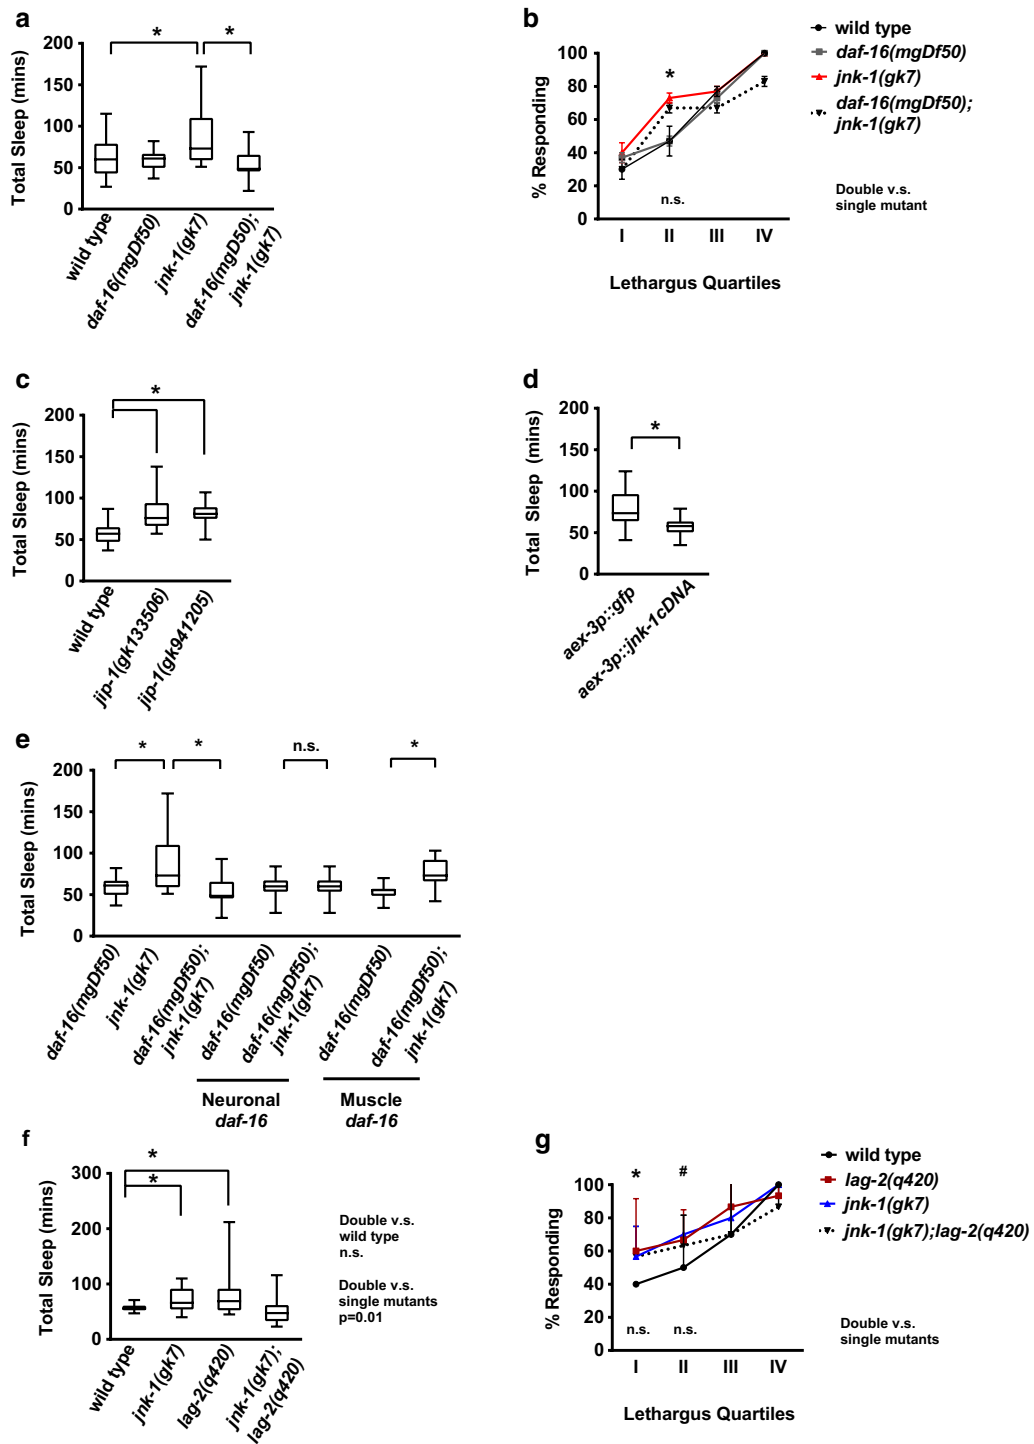 a
Total Sleep (mins)
200
150
100
50
0
*
*
wild type
daf-16(mgDf50)
jnk-1(gk7)
daf-16(mgD50);
jnk-1(gk7)
b
% Responding
100
80
60
40
20
0
*
n.s.
I II III IV
Lethargus Quartiles
wild type
daf-16(mgDf50)
jnk-1(gk7)
daf-16(mgDf50);
jnk-1(gk7)
Double v.s.
single mutant
c
Total Sleep (mins)
200
150
100
50
0
*
wild type
jip-1(gk133506)
jip-1(gk941205)
d
Total Sleep (mins)
200
150
100
50
0
*
aex-3p::gfp
aex-3p::jnk-1cDNA
e
Total Sleep (mins)
200
150
100
50
0
*
*
n.s.
*
daf-16(mgDf50)
jnk-1(gk7)
daf-16(mgDf50);
jnk-1(gk7)
daf-16(mgDf50)
daf-16(mgDf50);
jnk-1(gk7)
daf-16(mgDf50)
daf-16(mgDf50);
jnk-1(gk7)
Neuronal
daf-16
Muscle
daf-16
f
Total Sleep (mins)
300
200
100
0
*
*
wild type
jnk-1(gk7)
lag-2(q420)
jnk-1(gk7);
lag-2(q420)
Double v.s.
wild type
n.s.
Double v.s.
single mutants
p=0.01
g
% Responding
100
80
60
40
20
0
*
#
n.s.
n.s.
I II III IV
Lethargus Quartiles
wild type
lag-2(q420)
jnk-1(gk7)
jnk-1(gk7);lag-2(q420)
Double v.s.
single mutants